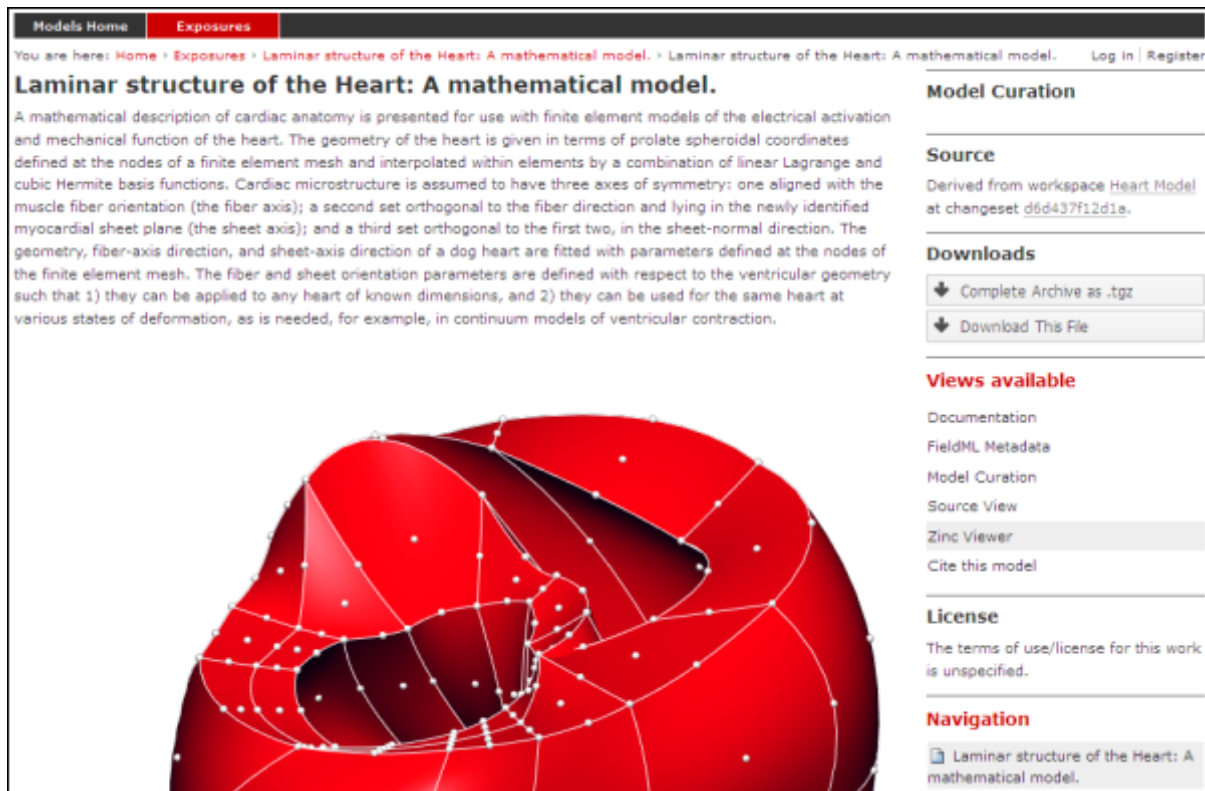 Models Home Exposures
You are here: Home › Exposures › Laminar structure of the Heart: A mathematical model. › Laminar structure of the Heart: A mathematical model. Log in | Register
Laminar structure of the Heart: A mathematical model.
A mathematical description of cardiac anatomy is presented for use with finite element models of the electrical activation
and mechanical function of the heart. The geometry of the heart is given in terms of prolate spheroidal coordinates
defined at the nodes of a finite element mesh and interpolated within elements by a combination of linear Lagrange and
cubic Hermite basis functions. Cardiac microstructure is assumed to have three axes of symmetry: one aligned with the
muscle fiber orientation (the fiber axis); a second set orthogonal to the fiber direction and lying in the newly identified
myocardial sheet plane (the sheet axis); and a third set orthogonal to the first two, in the sheet-normal direction. The
geometry, fiber-axis direction, and sheet-axis direction of a dog heart are fitted with parameters defined at the nodes of
the finite element mesh. The fiber and sheet orientation parameters are defined with respect to the ventricular geometry
such that 1) they can be applied to any heart of known dimensions, and 2) they can be used for the same heart at
various states of deformation, as is needed, for example, in continuum models of ventricular contraction.
Model Curation
Source
Derived from workspace Heart Model
at changeset d6d437f12d1a.
Downloads
Complete Archive as .tgz
Download This File
Views available
Documentation
FieldML Metadata
Model Curation
Source View
Zinc Viewer
Cite this model
License
The terms of use/license for this work
is unspecified.
Navigation
Laminar structure of the Heart: A
mathematical model.